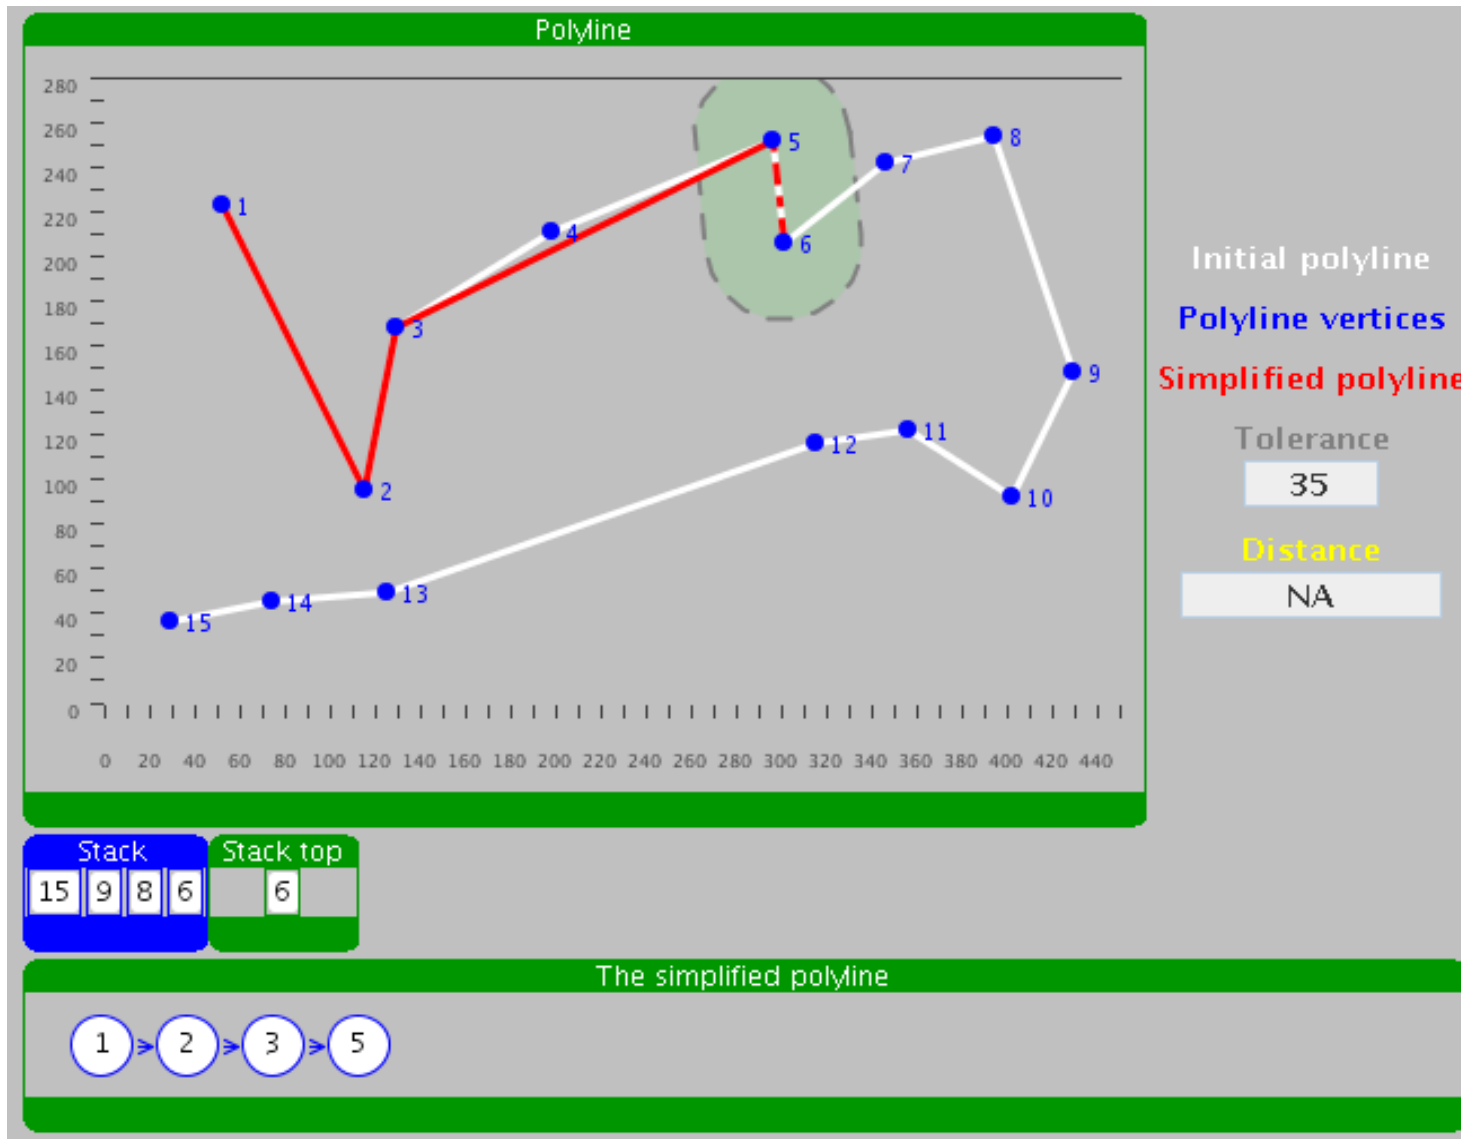 Polyline
280
260
240
220
200
180
160
140
120
100
80
60
40
20
0
0 20 40 60 80 100 120 140 160 180 200 220 240 260 280 300 320 340 360 380 400 420 440
1
2
3
4
5
6
7
8
9
10
11
12
13
14
15
Initial polyline
Polyline vertices
Simplified polyline
Tolerance
35
Distance
NA
Stack
15 9 8 6
Stack top
6
The simplified polyline
1 2 3 5